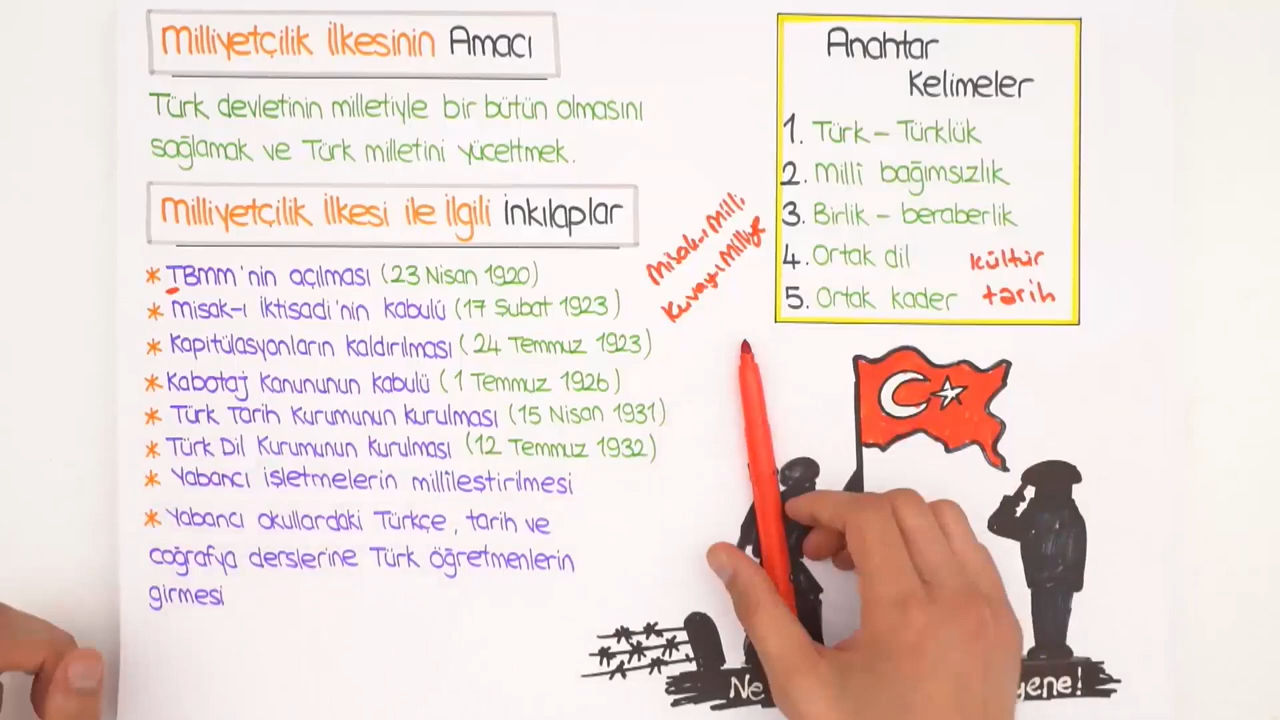 Milliyetçilik İlkesinin Amacı
Türk devletinin milletiyle bir bütün olmasını
sağlamak ve Türk milletini yüceltmek.
Milliyetçilik İlkesi ile İlgili İnkılaplar
* TBMM'nin açılması (23 Nisan 1920)
* Misak-ı İktisadi'nin kabulü (17 Şubat 1923)
* Kapitülasyonların kaldırılması (24 Temmuz 1923)
* Kabotaj Kanununun Kabulü (1 Temmuz 1926)
* Türk Tarih Kurumunun kurulması (15 Nisan 1931)
* Türk Dil Kurumunun Kurulması (12 Temmuz 1932)
* Yabancı işletmelerin millîleştirilmesi
* Yabancı okullardaki Türkçe, tarih ve
coğrafya derslerine Türk öğretmenlerin
girmesi
Misak-ı Milli
Kuvay-ı Milliye
Anahtar
Kelimeler
1. Türk – Türklük
2. Millî bağımsızlık
3. Birlik – beraberlik
4. Ortak dil kültür
5. Ortak kader tarih
Ne yene!